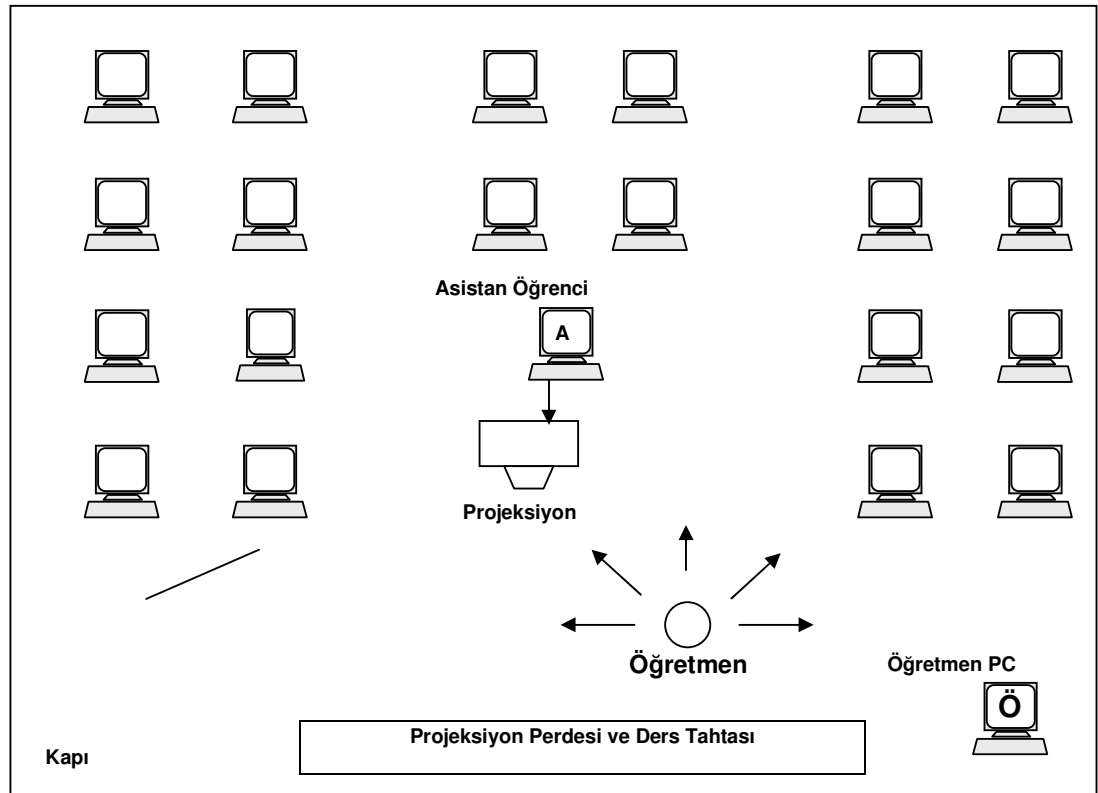 Asistan Öğrenci
A
Projeksiyon
Öğretmen
Öğretmen PC
Ö
Projeksiyon Perdesi ve Ders Tahtası
Kapı